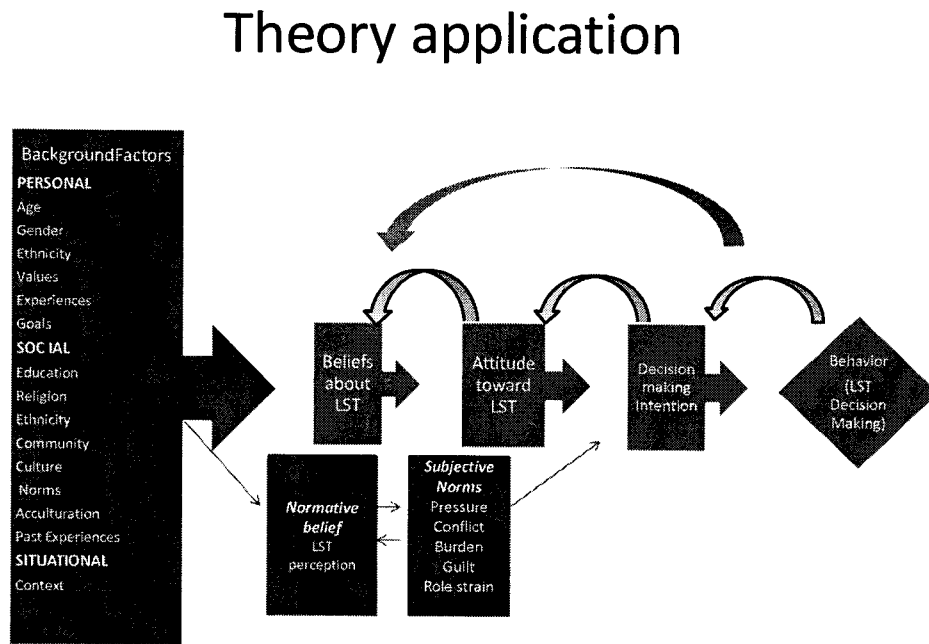 Theory application
BackgroundFactors
PERSONAL
Age
Gender
Ethnicity
Values
Experiences
Goals
SOCIAL
Education
Religion
Ethnicity
Community
Culture
Norms
Acculturation
Past Experiences
SITUATIONAL
Context
Beliefs
about
LST
Attitude
toward
LST
Decision
making
Intention
Behavior
(LST
Decision
Making)
Normative
belief
LST
perception
Subjective
Norms
Pressure
Conflict
Burden
Guilt
Role strain